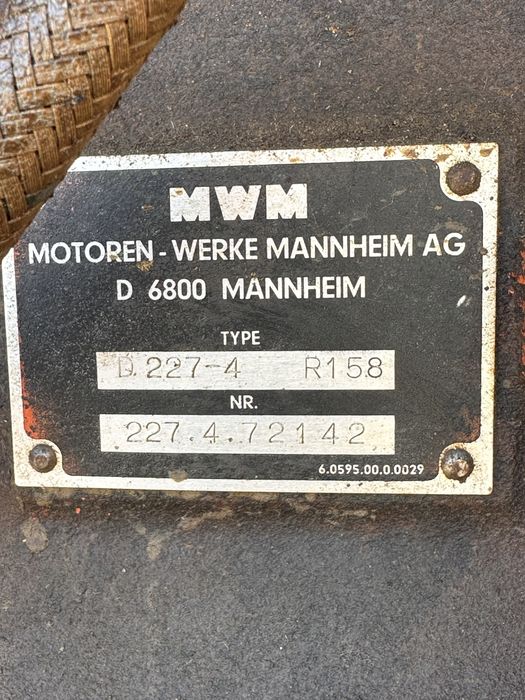 MWM
MOTOREN - WERKE MANNHEIM AG
D 6800 MANNHEIM
TYPE
D.227-4 R158
NR.
227.4.72142
6.0595.00.0.0029